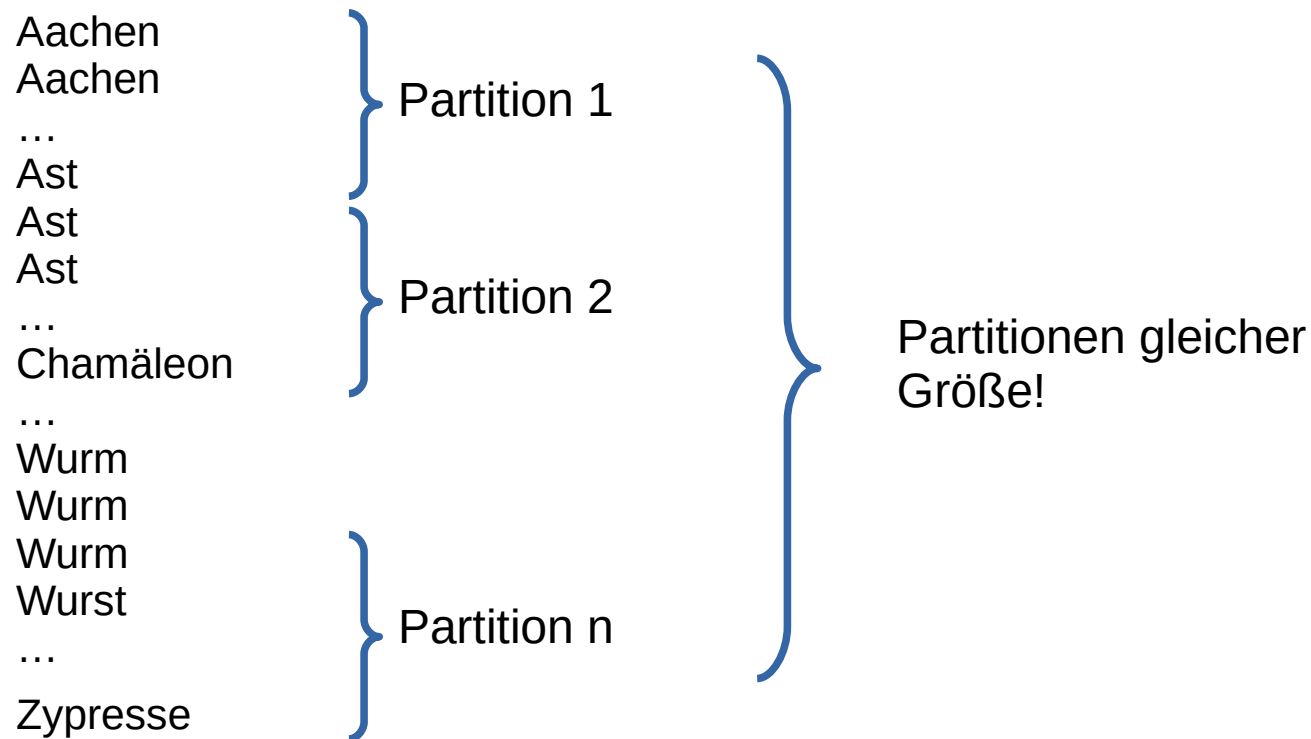 Aachen
Aachen
…
Ast
Ast
Ast
…
Chamäleon
…
Wurm
Wurm
Wurm
Wurst
…
Zypresse
Partition 1
Partition 2
Partition n
Partitionen gleicher
Größe!